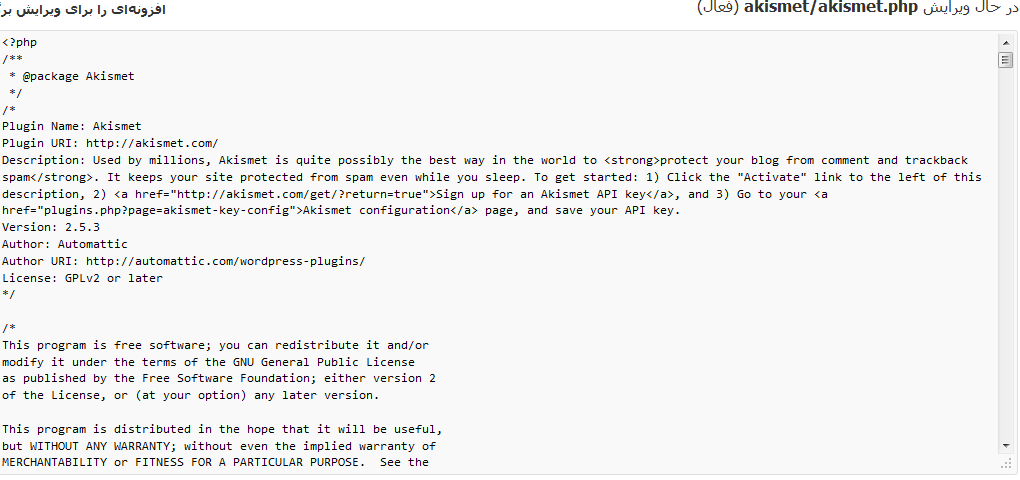 در حال ویرایش akismet/akismet.php (فعال)
افزونه‌ای را برای ویرایش
<?php
/**
 * @package Akismet
 */
/*
Plugin Name: Akismet
Plugin URI: http://akismet.com/
Description: Used by millions, Akismet is quite possibly the best way in the world to <strong>protect your blog from comment and trackback
spam</strong>. It keeps your site protected from spam even while you sleep. To get started: 1) Click the "Activate" link to the left of this
description, 2) <a href="http://akismet.com/get/?return=true">Sign up for an Akismet API key</a>, and 3) Go to your <a
href="plugins.php?page=akismet-key-config">Akismet configuration</a> page, and save your API key.
Version: 2.5.3
Author: Automattic
Author URI: http://automattic.com/wordpress-plugins/
License: GPLv2 or later
*/

/*
This program is free software; you can redistribute it and/or
modify it under the terms of the GNU General Public License
as published by the Free Software Foundation; either version 2
of the License, or (at your option) any later version.

This program is distributed in the hope that it will be useful,
but WITHOUT ANY WARRANTY; without even the implied warranty of
MERCHANTABILITY or FITNESS FOR A PARTICULAR PURPOSE.  See the